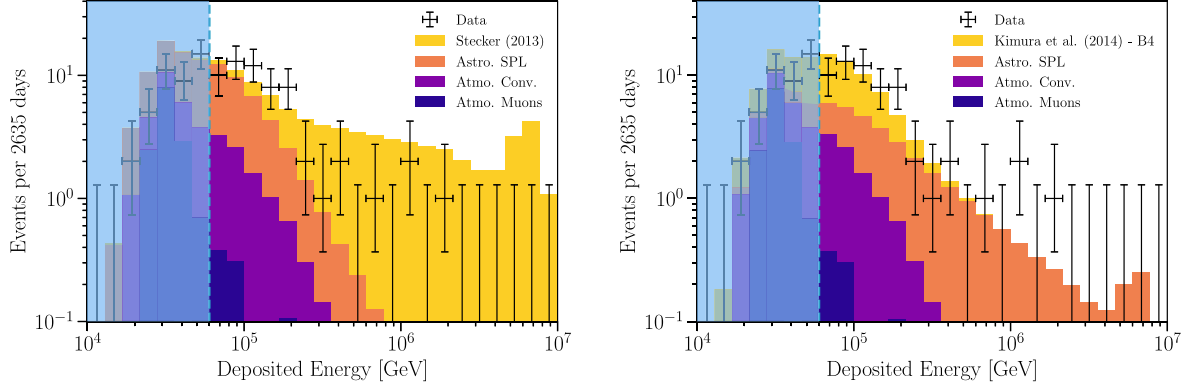 Data
Stecker (2013)
Astro. SPL
Atmo. Conv.
Atmo. Muons
Events per 2635 days
10^1
10^0
10^-1
10^4 10^5 10^6 10^7
Deposited Energy [GeV]
Data
Kimura et al. (2014) - B4
Astro. SPL
Atmo. Conv.
Atmo. Muons
Events per 2635 days
10^1
10^0
10^-1
10^4 10^5 10^6 10^7
Deposited Energy [GeV]